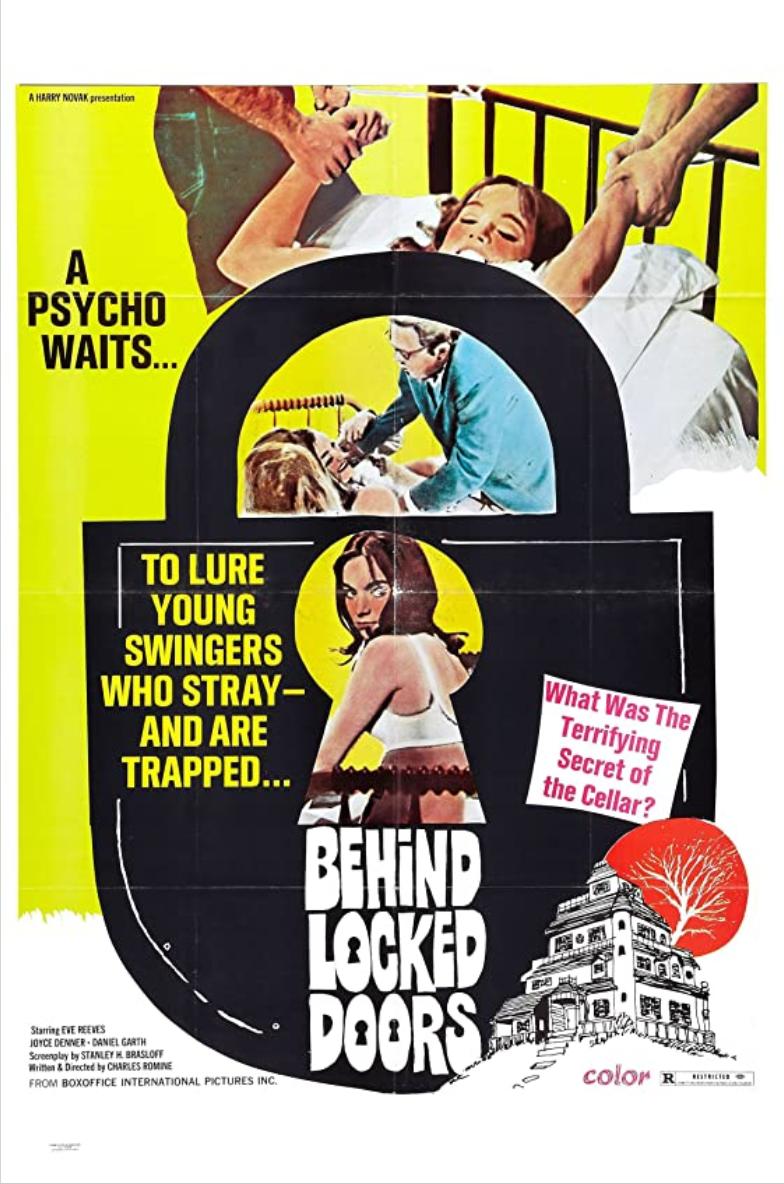 A HARRY NOVAK presentation
A
PSYCHO
WAITS...
TO LURE
YOUNG
SWINGERS
WHO STRAY–
AND ARE
TRAPPED...
What Was The
Terrifying
Secret of
the Cellar?
BEHiND
LOCKED
DOORS
Starring EVE REEVES
JOYCE DENNER · DANIEL GARTH
Screenplay by STANLEY H. BRASLOFF
Written & Directed by CHARLES ROMINE
FROM BOXOFFICE INTERNATIONAL PICTURES INC.
color R RESTRICTED